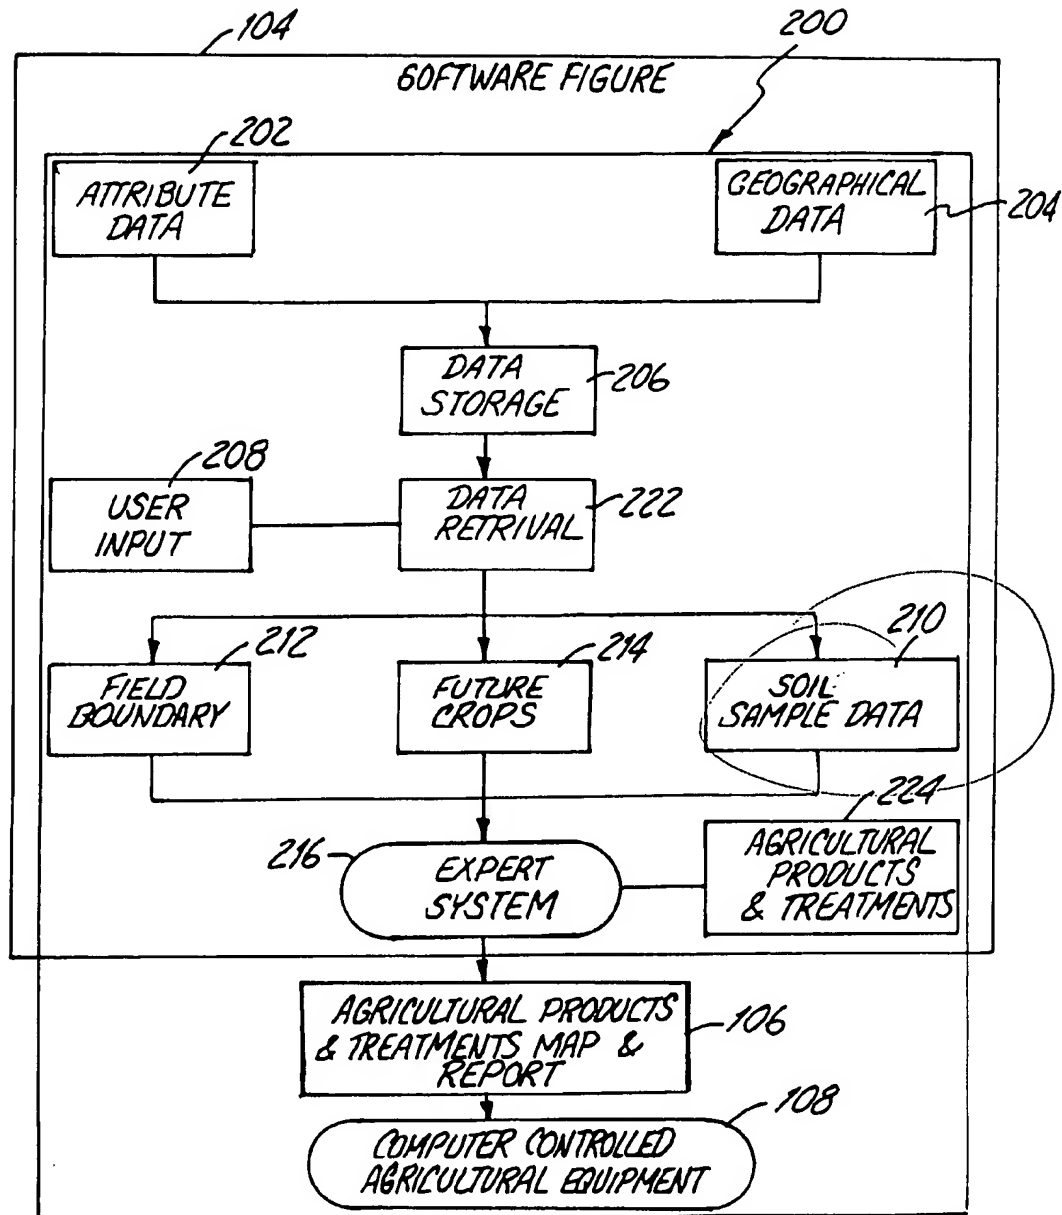 104
200
SOFTWARE FIGURE
202
ATTRIBUTE
DATA
GEOGRAPHICAL
DATA
204
DATA
STORAGE
206
208
USER
INPUT
DATA
RETRIVAL
222
212
FIELD
BOUNDARY
214
FUTURE
CROPS
210
SOIL
SAMPLE DATA
216
EXPERT
SYSTEM
224
AGRICULTURAL
PRODUCTS
& TREATMENTS
AGRICULTURAL PRODUCTS
& TREATMENTS MAP &
REPORT
106
108
COMPUTER CONTROLLED
AGRICULTURAL EQUIPMENT